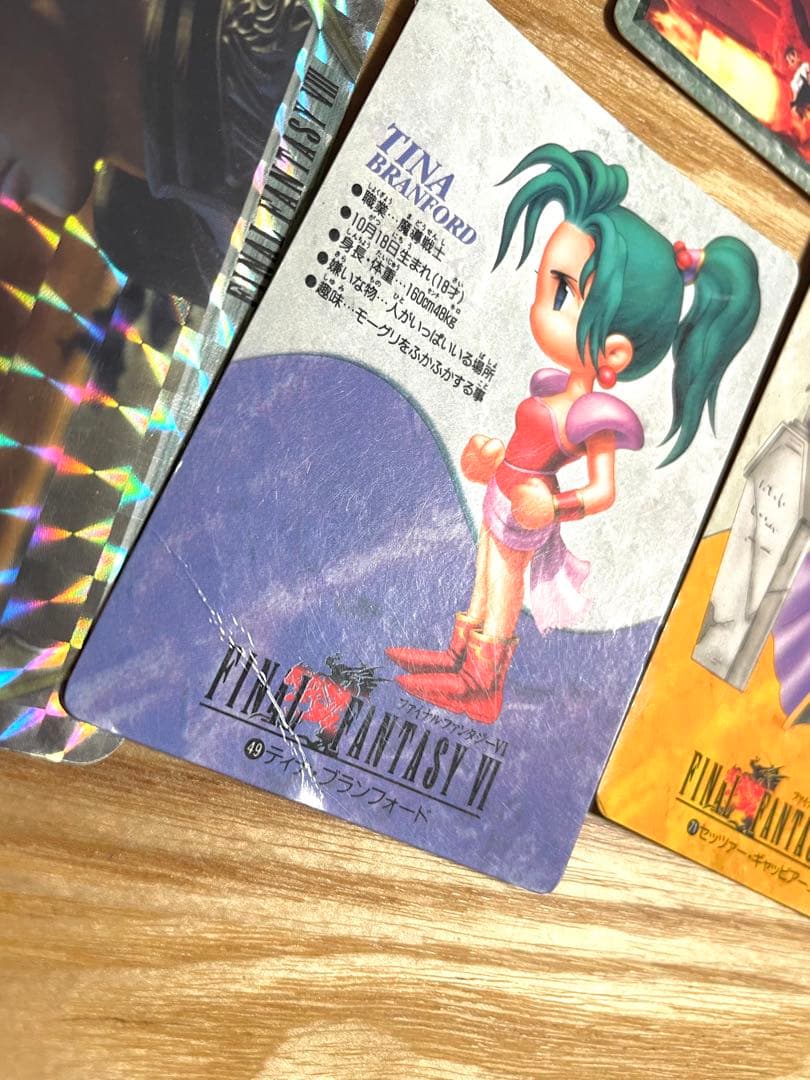 FINAL FANTASY VIII
TINA
BRANFORD
●職業…魔導戦士
●10月18日生まれ(18才)
●身長・体重…160cm48kg
●嫌いな物…人がいっぱいいる場所
●趣味…モーグリをふかふかする事
ファイナルファンタジーVI
FINAL FANTASY VI
49 ティナ・ブランフォード
FINAL FANTA
71 セッツァー・ギャッビアー